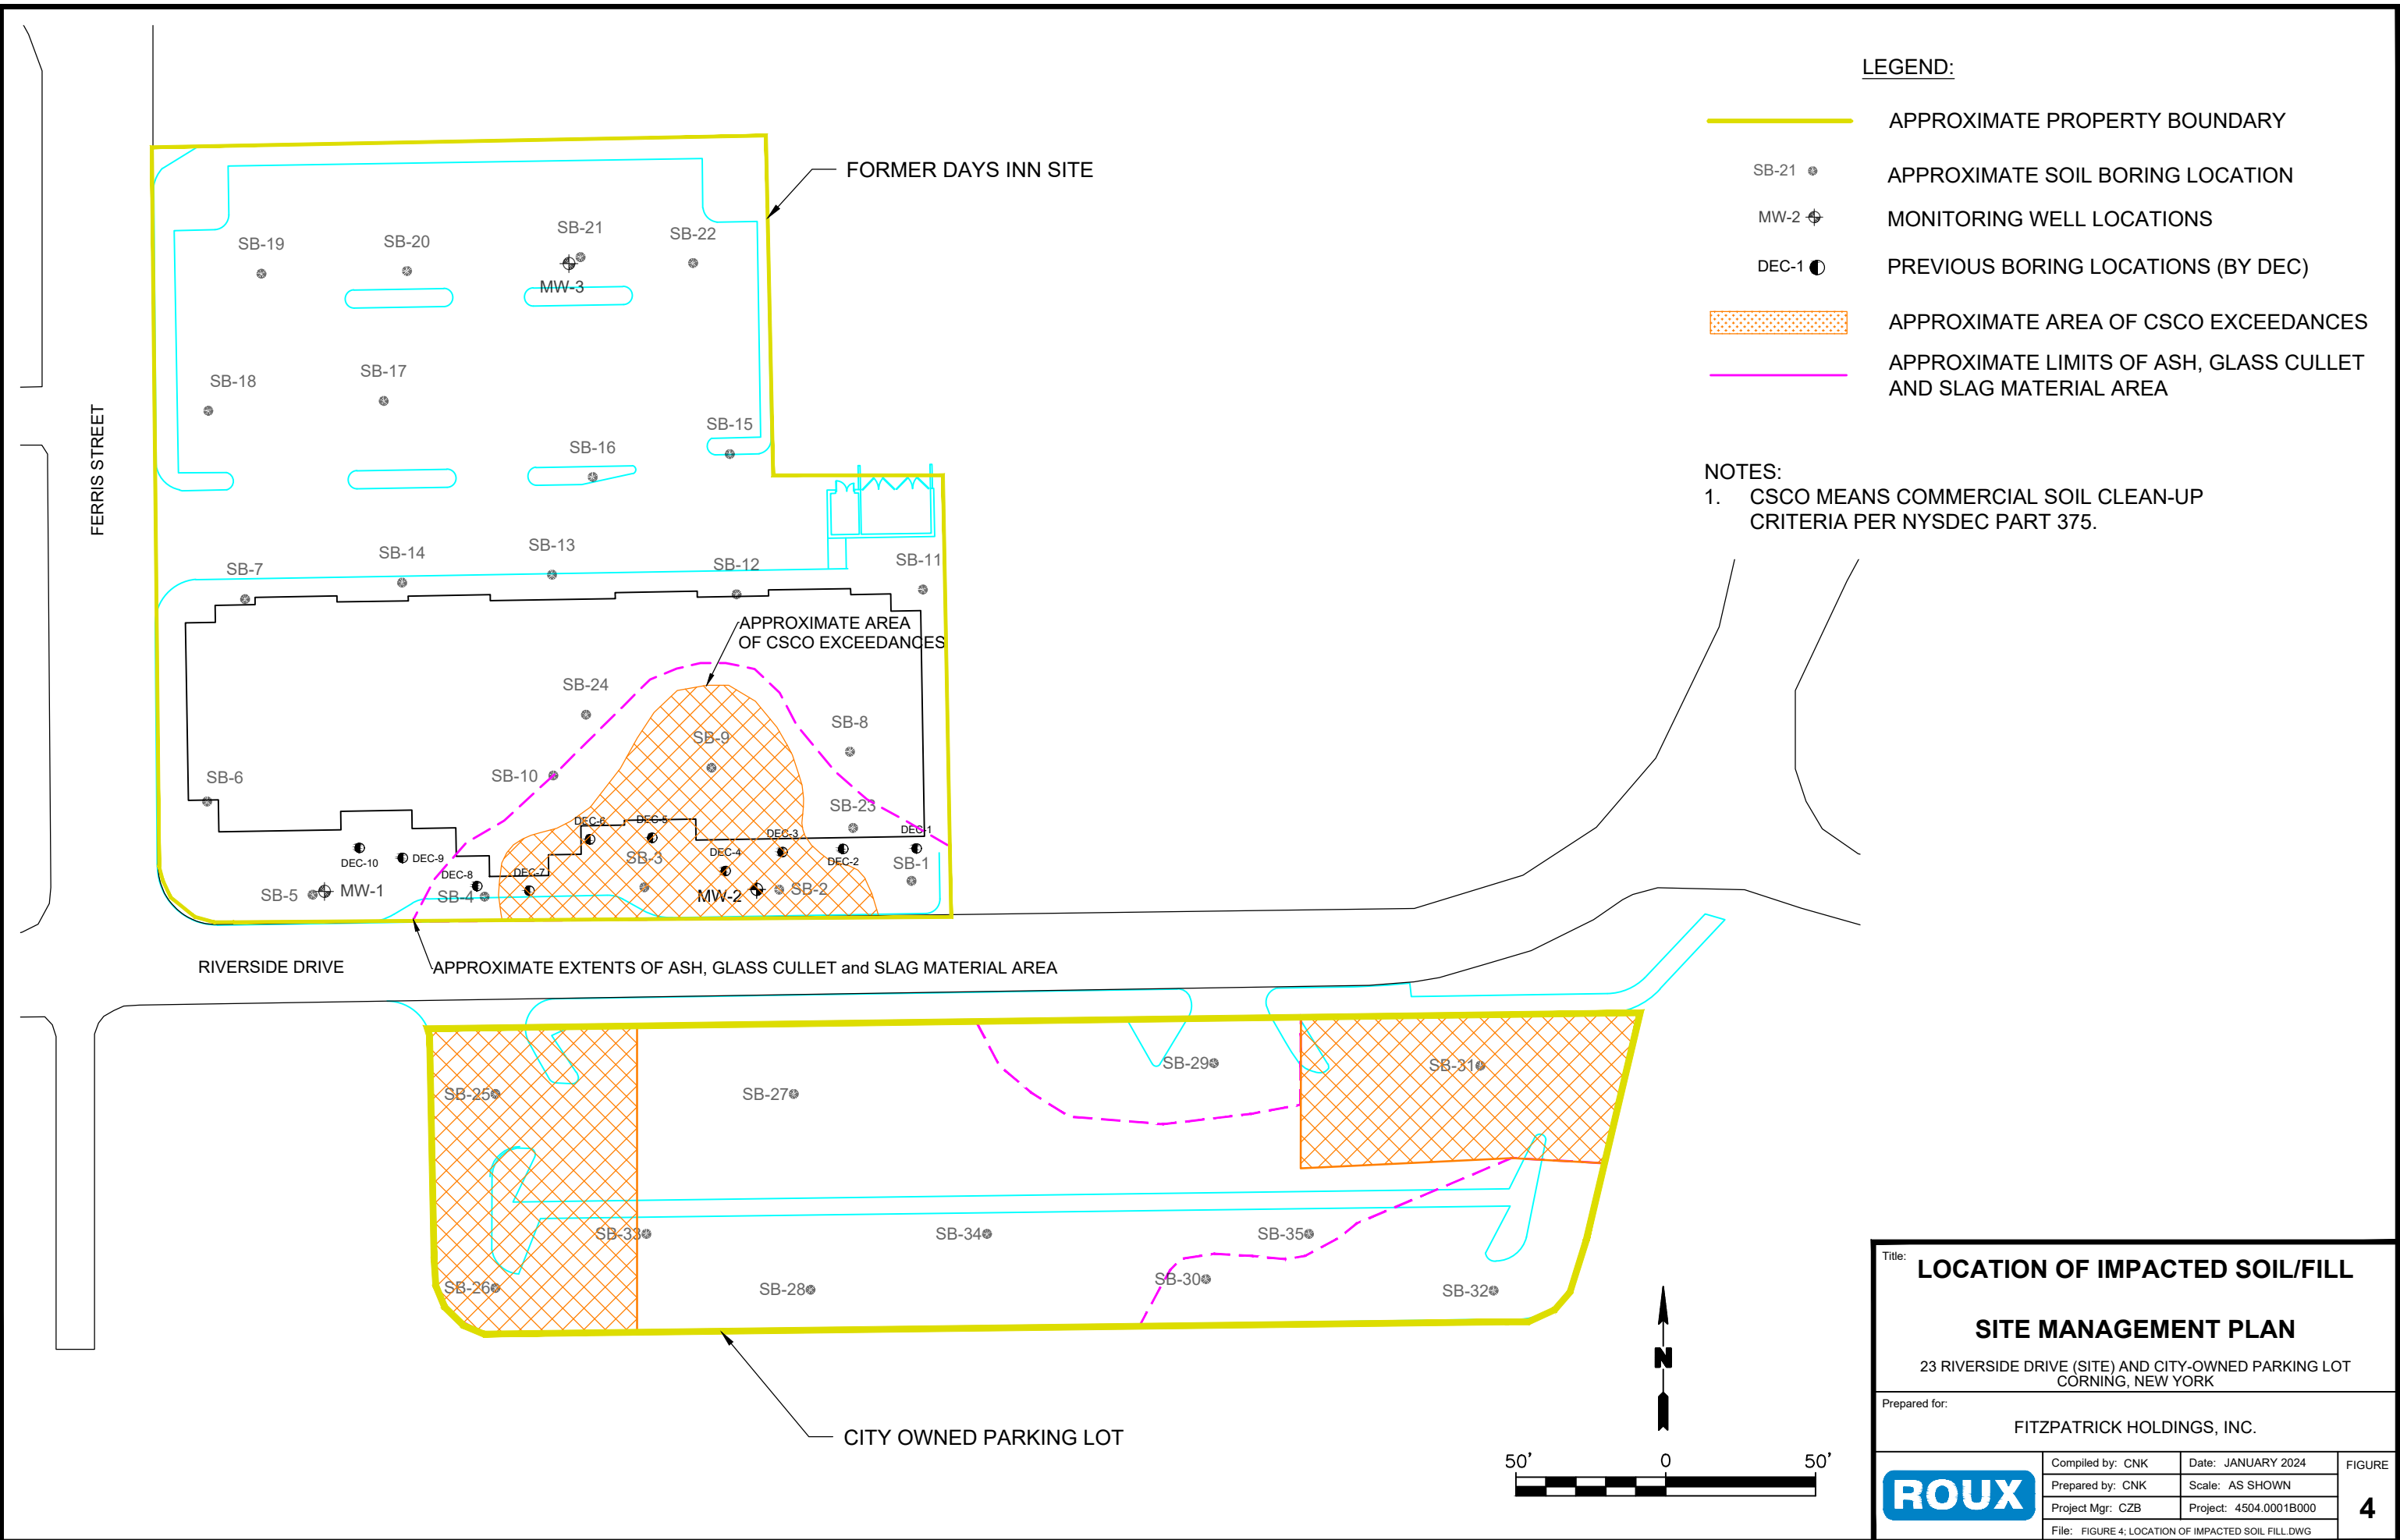 LEGEND:
APPROXIMATE PROPERTY BOUNDARY
SB-21
APPROXIMATE SOIL BORING LOCATION
MW-2
MONITORING WELL LOCATIONS
DEC-1
PREVIOUS BORING LOCATIONS (BY DEC)
APPROXIMATE AREA OF CSCO EXCEEDANCES
APPROXIMATE LIMITS OF ASH, GLASS CULLET
AND SLAG MATERIAL AREA
NOTES:
1. CSCO MEANS COMMERCIAL SOIL CLEAN-UP
CRITERIA PER NYSDEC PART 375.
FORMER DAYS INN SITE
FERRIS STREET
SB-19
SB-20
SB-21
SB-22
MW-3
SB-18
SB-17
SB-16
SB-15
SB-7
SB-14
SB-13
SB-12
SB-11
APPROXIMATE AREA
OF CSCO EXCEEDANCES
SB-24
SB-9
SB-8
SB-6
SB-10
SB-23
DEC-6
DEC-5
DEC-3
DEC-1
DEC-10
DEC-9
SB-3
DEC-4
DEC-2
SB-1
DEC-8
DEC-7
SB-5
MW-1
SB-4
MW-2
SB-2
RIVERSIDE DRIVE
APPROXIMATE EXTENTS OF ASH, GLASS CULLET and SLAG MATERIAL AREA
SB-25
SB-27
SB-29
SB-31
SB-33
SB-34
SB-35
SB-26
SB-28
SB-30
SB-32
CITY OWNED PARKING LOT
N
50'
0
50'
Title:
LOCATION OF IMPACTED SOIL/FILL
SITE MANAGEMENT PLAN
23 RIVERSIDE DRIVE (SITE) AND CITY-OWNED PARKING LOT
CORNING, NEW YORK
Prepared for:
FITZPATRICK HOLDINGS, INC.
ROUX
Compiled by: CNK
Date: JANUARY 2024
FIGURE
Prepared by: CNK
Scale: AS SHOWN
Project Mgr: CZB
Project: 4504.0001B000
4
File: FIGURE 4; LOCATION OF IMPACTED SOIL FILL.DWG